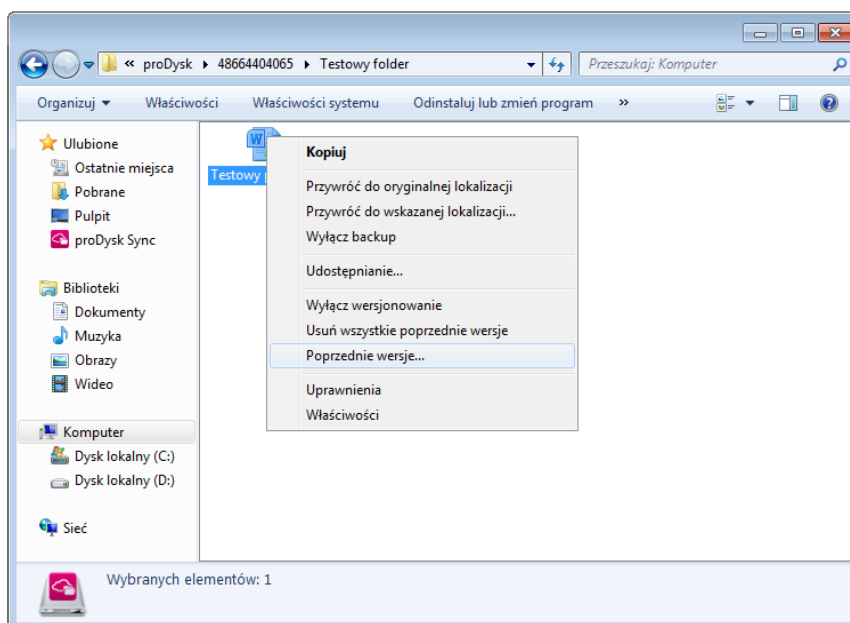 « proDysk ▸ 48664404065 ▸ Testowy folder
Przeszukaj: Komputer
Organizuj Właściwości Właściwości systemu Odinstaluj lub zmień program »
Ulubione
Ostatnie miejsca
Pobrane
Pulpit
proDysk Sync
Biblioteki
Dokumenty
Muzyka
Obrazy
Wideo
Komputer
Dysk lokalny (C:)
Dysk lokalny (D:)
Sieć
Testowy
Kopiuj
Przywróć do oryginalnej lokalizacji
Przywróć do wskazanej lokalizacji...
Wyłącz backup
Udostępnianie...
Wyłącz wersjonowanie
Usuń wszystkie poprzednie wersje
Poprzednie wersje...
Uprawnienia
Właściwości
Wybranych elementów: 1